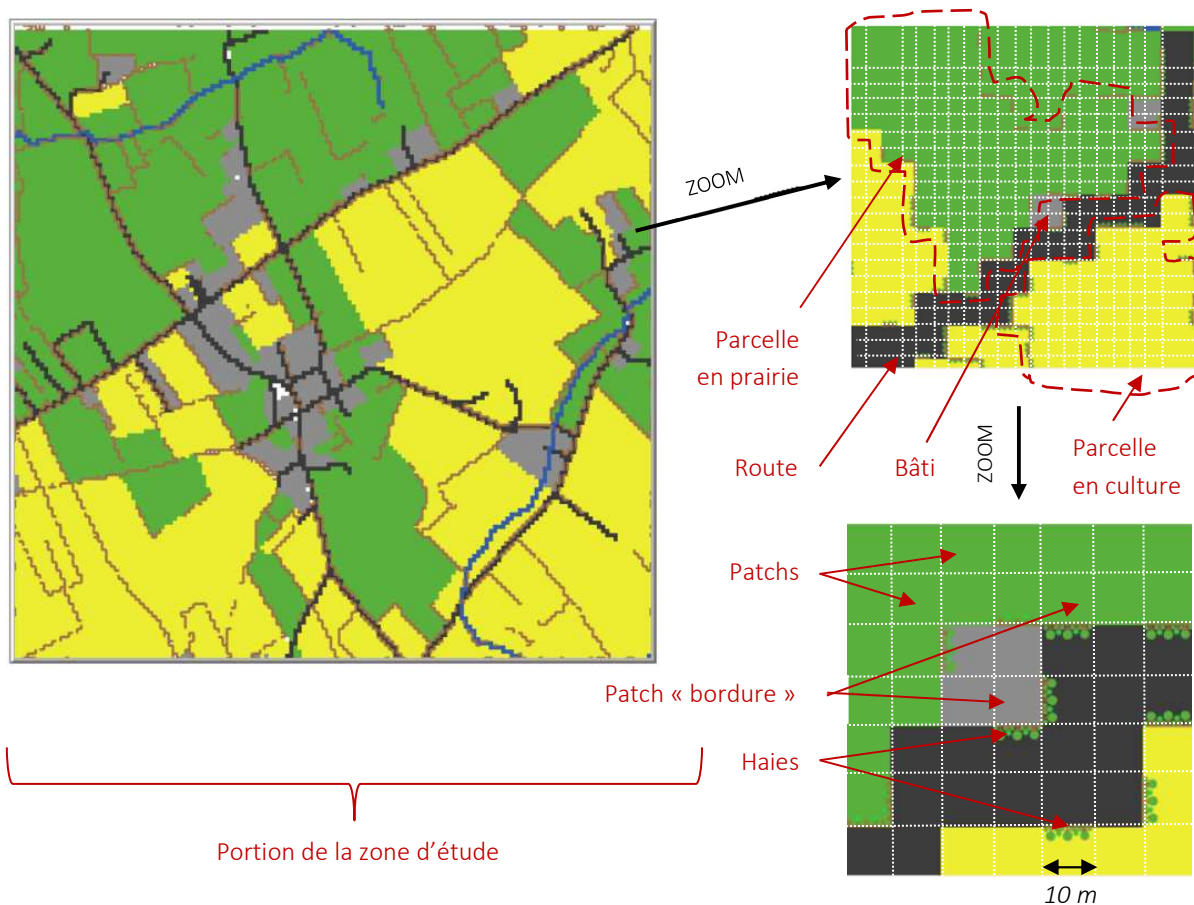 ZOOM
Parcelle
en prairie
Route
Bâti
ZOOM
Parcelle
en culture
Patchs
Patch « bordure »
Haies
Portion de la zone d’étude
10 m